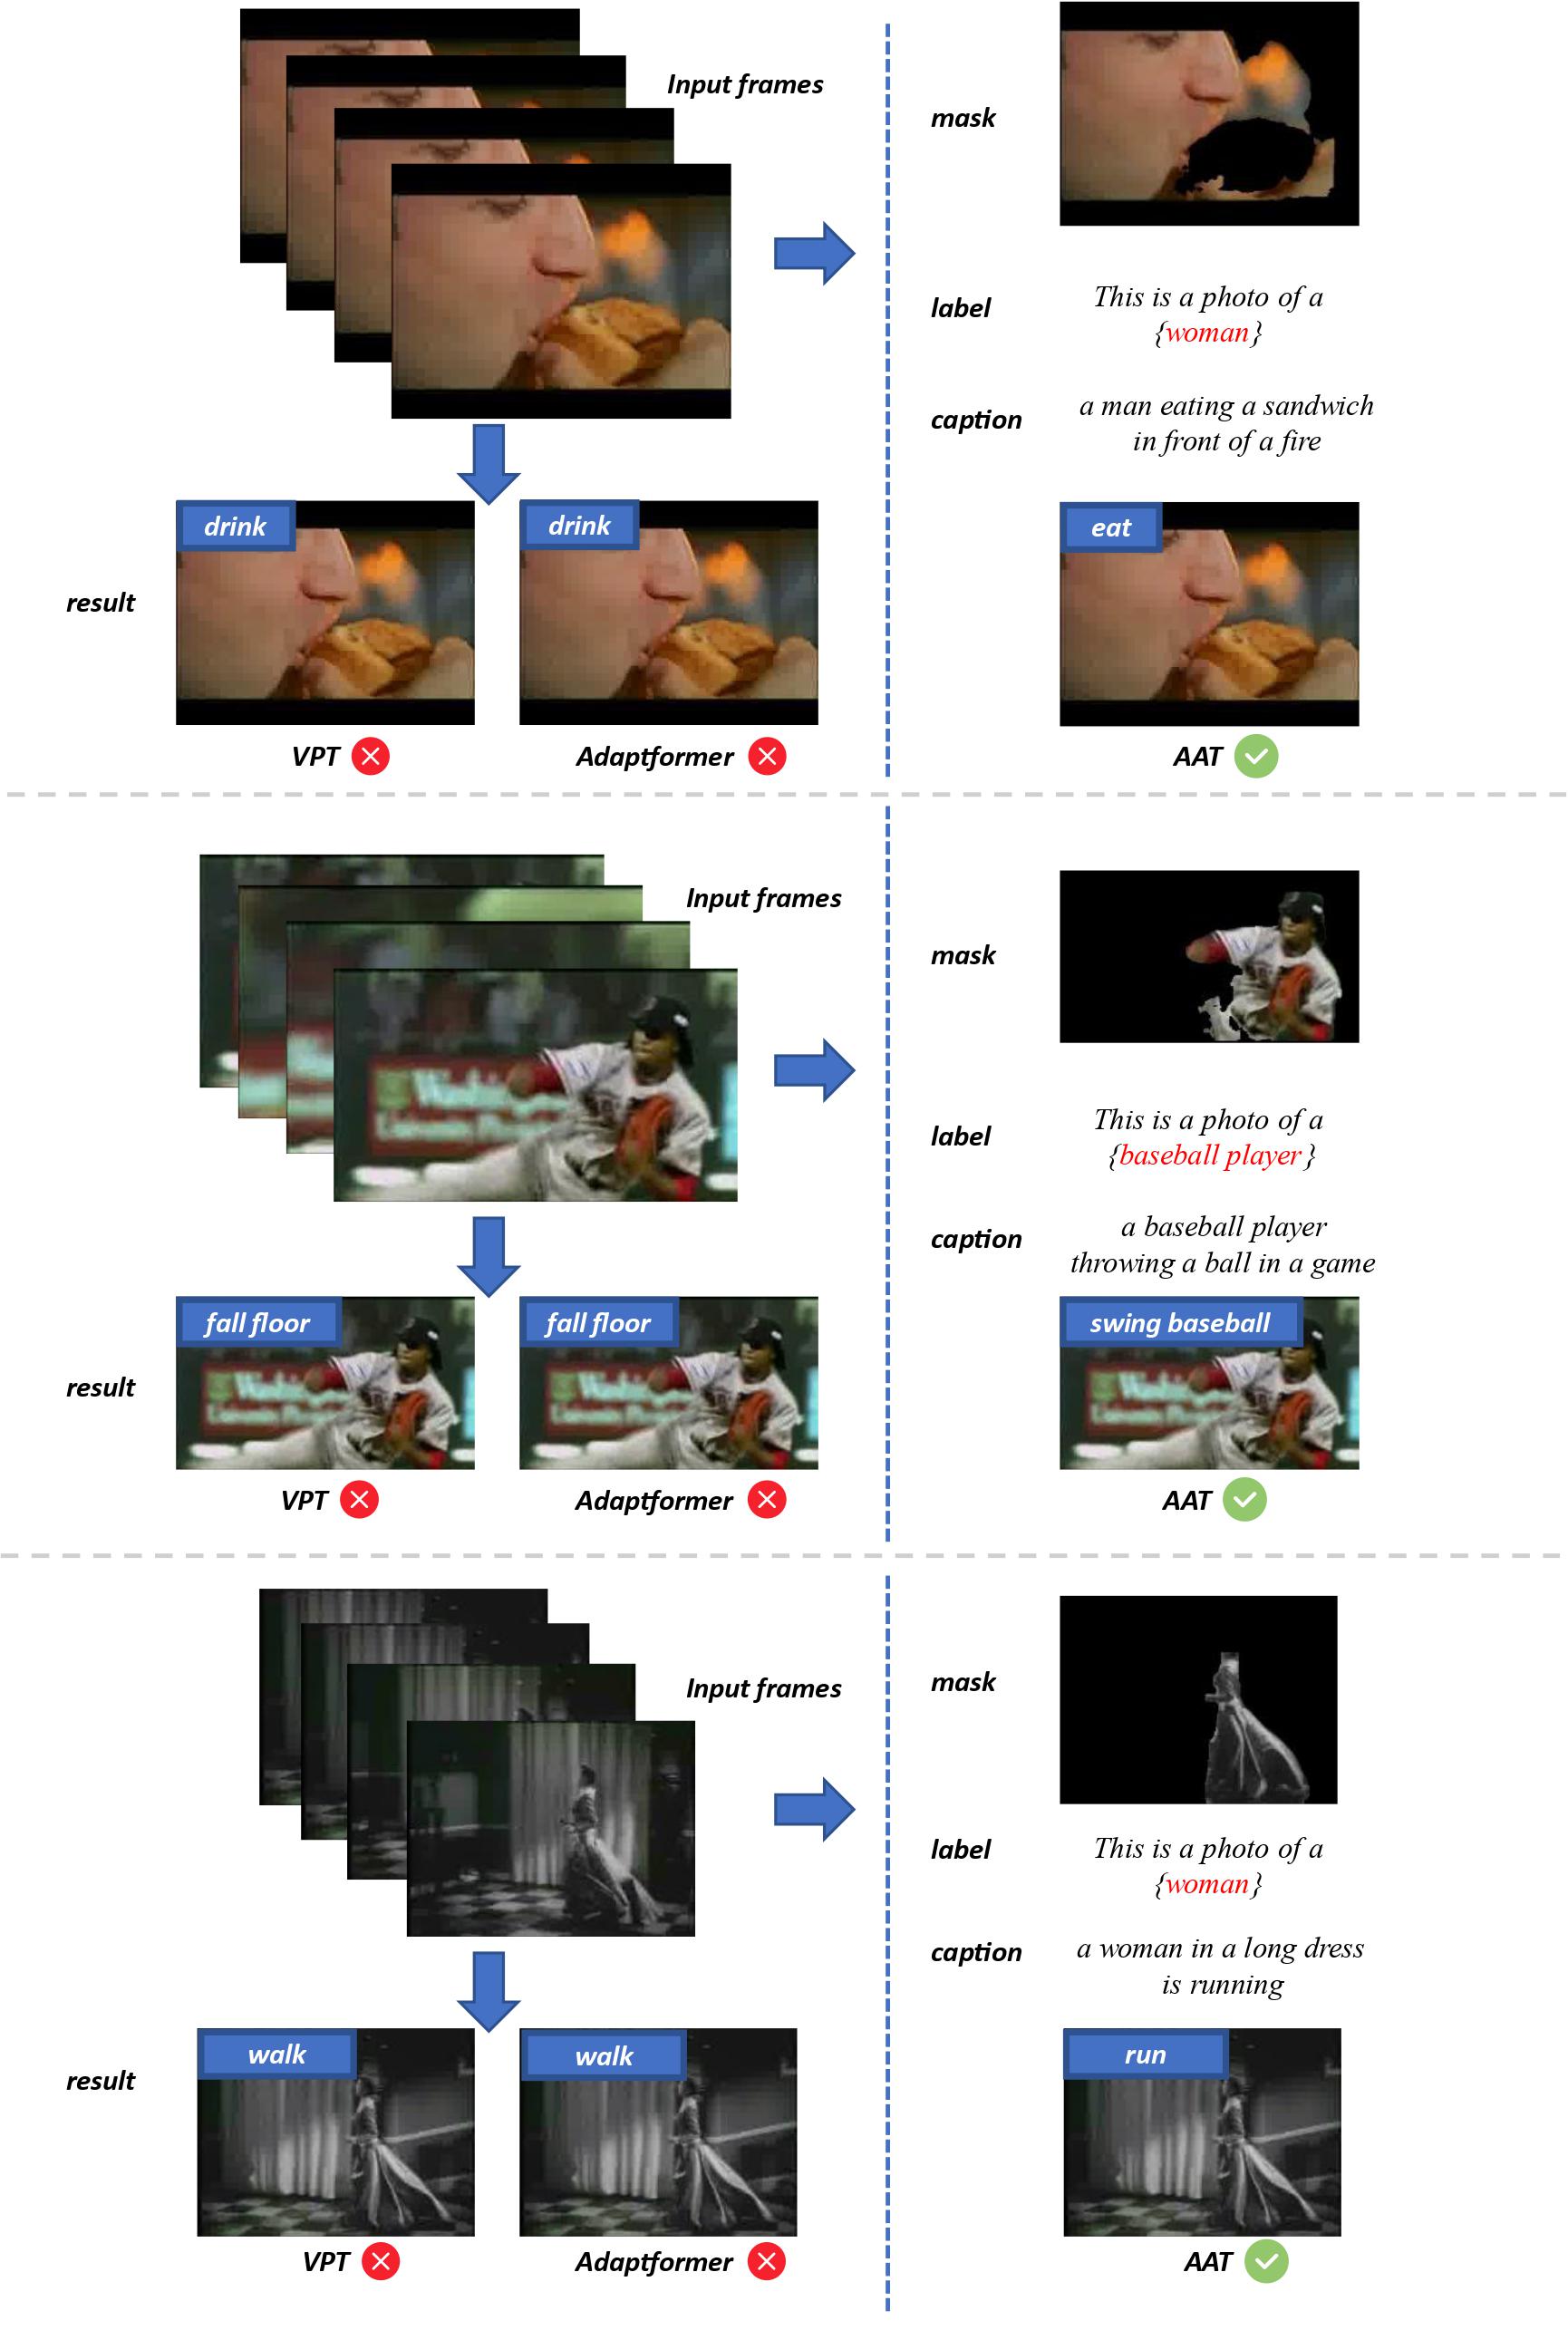 Input frames
mask
label
This is a photo of a
{woman}
caption
a man eating a sandwich
in front of a fire
result
drink
drink
eat
VPT
Adaptformer
AAT
Input frames
mask
label
This is a photo of a
{baseball player}
caption
a baseball player
throwing a ball in a game
result
fall floor
fall floor
swing baseball
VPT
Adaptformer
AAT
Input frames
mask
label
This is a photo of a
{woman}
caption
a woman in a long dress
is running
result
walk
walk
run
VPT
Adaptformer
AAT